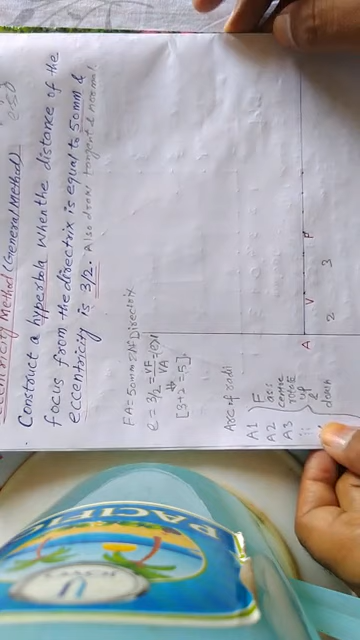 Eccentricity Method (General Method)
Construct a hyperbola when the distance of the
focus from the directrix is equal to 50mm &
eccentricity is 3/2. Also draw tangent & normal.
FA = 50mm
Directrix
e = 3/2 = VF/VA
[3+2=5]
Arc of radii
A1
A2
A3
F
as
centre
rotate
up
&
down
A V F
2 3
PACIFIC